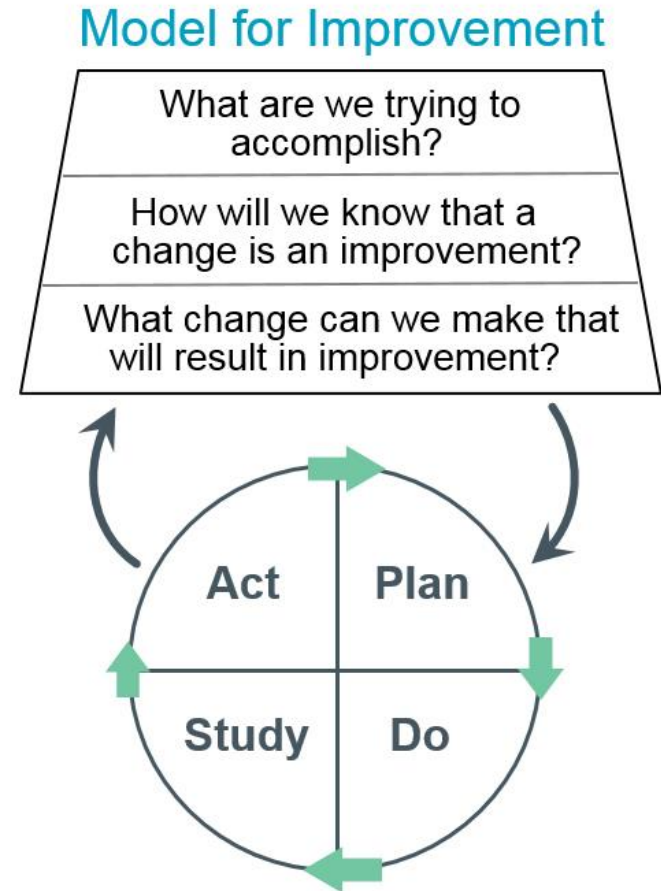 Model for Improvement
What are we trying to
accomplish?
How will we know that a
change is an improvement?
What change can we make that
will result in improvement?
Act
Plan
Study
Do